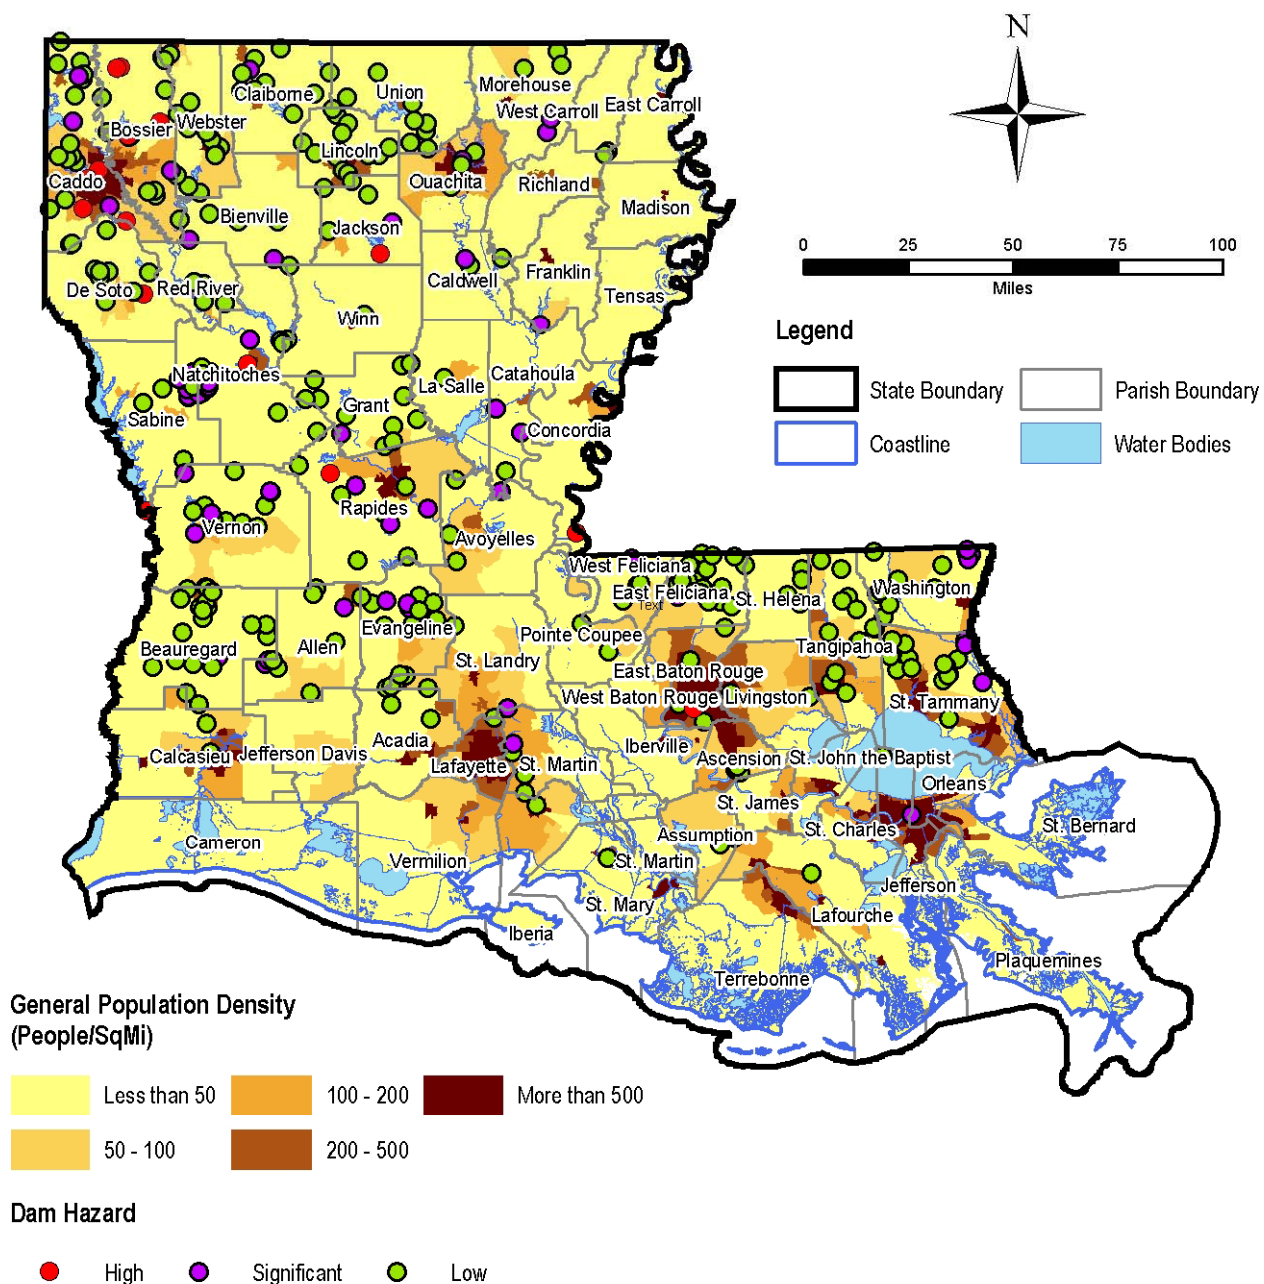 N
Morehouse
Claiborne
Union
East Carroll
West Carroll
Bossier
Webster
Lincoln
Caddo
Ouachita
Richland
Madison
Bienville
Jackson
0 25 50 75 100
Miles
De Soto
Red River
Caldwell
Franklin
Tensas
Winn
Legend
Natchitoches
La Salle
Catahoula
State Boundary
Parish Boundary
Sabine
Grant
Concordia
Coastline
Water Bodies
Rapides
Vernon
Avoyelles
West Feliciana
East Feliciana
Text
St. Helena
Washington
Beauregard
Allen
Evangeline
Pointe Coupee
Tangipahoa
St. Landry
East Baton Rouge
West Baton Rouge
Livingston
St. Tammany
Calcasieu
Jefferson Davis
Acadia
Lafayette
St. Martin
Iberville
Ascension
St. John the Baptist
Orleans
St. James
Cameron
Vermilion
Assumption
St. Charles
St. Bernard
St. Martin
Jefferson
St. Mary
Lafourche
Iberia
Plaquemines
Terrebonne
General Population Density
(People/SqMi)
Less than 50
100 - 200
More than 500
50 - 100
200 - 500
Dam Hazard
High
Significant
Low